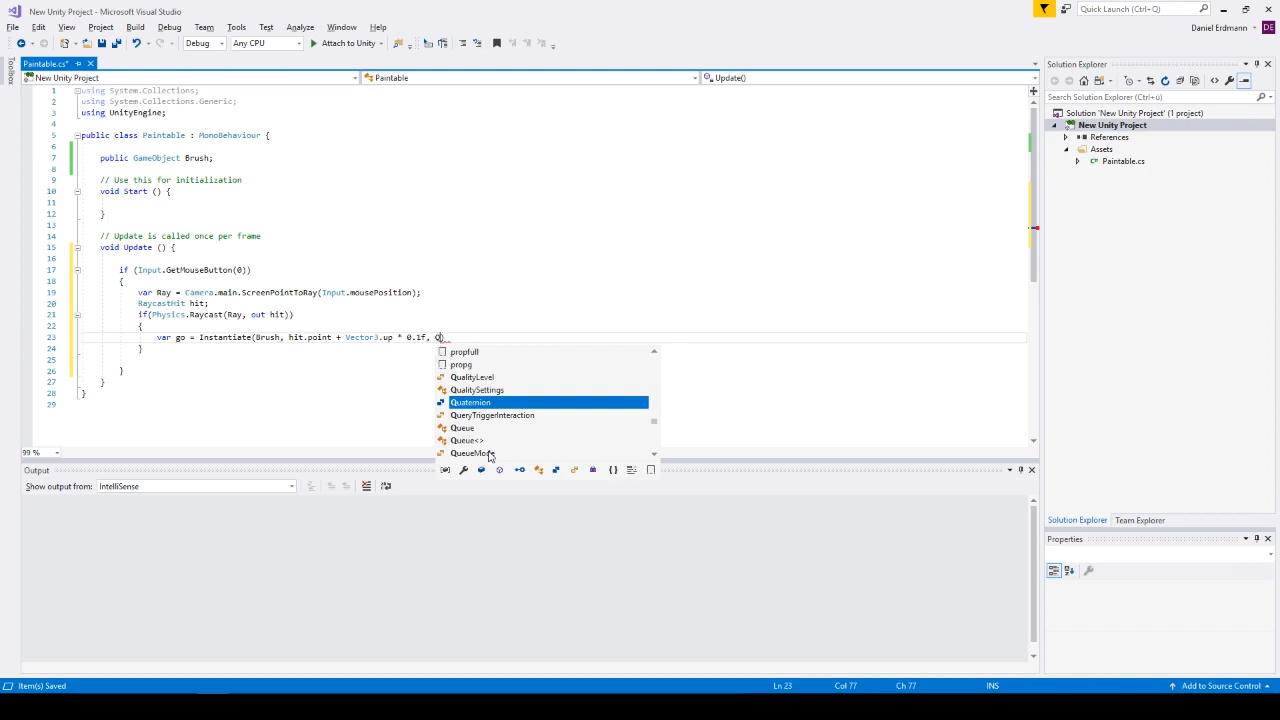 New Unity Project - Microsoft Visual Studio
Quick Launch (Ctrl+Q)
File Edit View Project Build Debug Team Tools Test Analyze Window Help
Daniel Erdmann DE
Debug Any CPU Attach to Unity
Toolbox
Paintable.cs*
New Unity Project Paintable Update()
1 using System.Collections;
2 using System.Collections.Generic;
3 using UnityEngine;
4
5 public class Paintable : MonoBehaviour {
6
7 public GameObject Brush;
8
9 // Use this for initialization
10 void Start () {
11
12 }
13
14 // Update is called once per frame
15 void Update () {
16
17 if (Input.GetMouseButton(0))
18 {
19 var Ray = Camera.main.ScreenPointToRay(Input.mousePosition);
20 RaycastHit hit;
21 if(Physics.Raycast(Ray, out hit))
22 {
23 var go = Instantiate(Brush, hit.point + Vector3.up * 0.1f, Q)
24 }
25
26 }
27 }
28 }
29
propfull
propg
QualityLevel
QualitySettings
Quaternion
QueryTriggerInteraction
Queue
Queue<>
QueueMode
99 %
Output
Show output from: IntelliSense
Solution Explorer
Search Solution Explorer (Ctrl+ü)
Solution 'New Unity Project' (1 project)
New Unity Project
References
Assets
C# Paintable.cs
Solution Explorer Team Explorer
Properties
Item(s) Saved Ln 23 Col 77 Ch 77 INS Add to Source Control